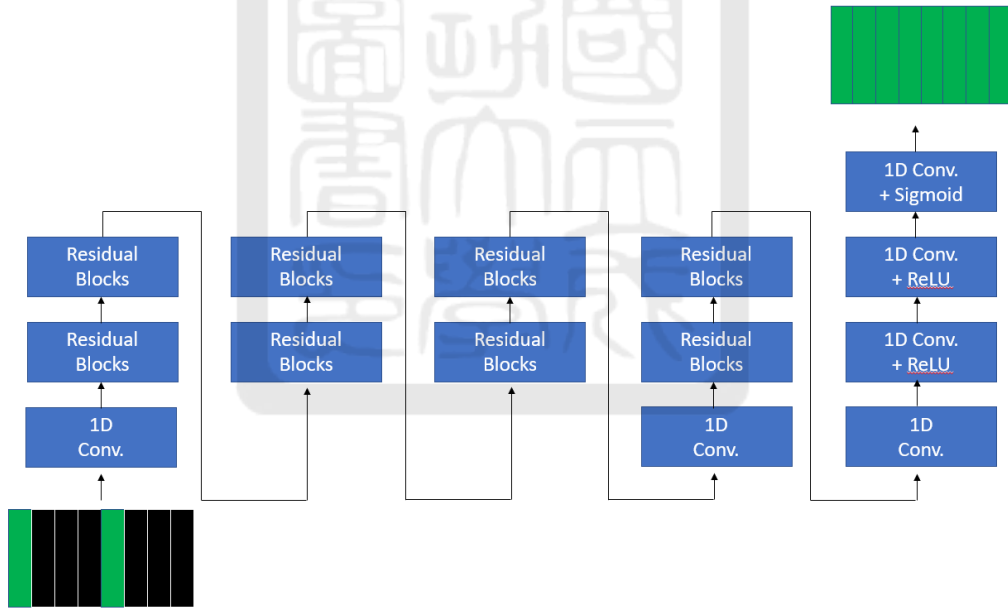 Residual
Blocks
Residual
Blocks
1D
Conv.
Residual
Blocks
Residual
Blocks
Residual
Blocks
Residual
Blocks
Residual
Blocks
Residual
Blocks
1D
Conv.
1D Conv.
+ Sigmoid
1D Conv.
+ ReLU
1D Conv.
+ ReLU
1D
Conv.